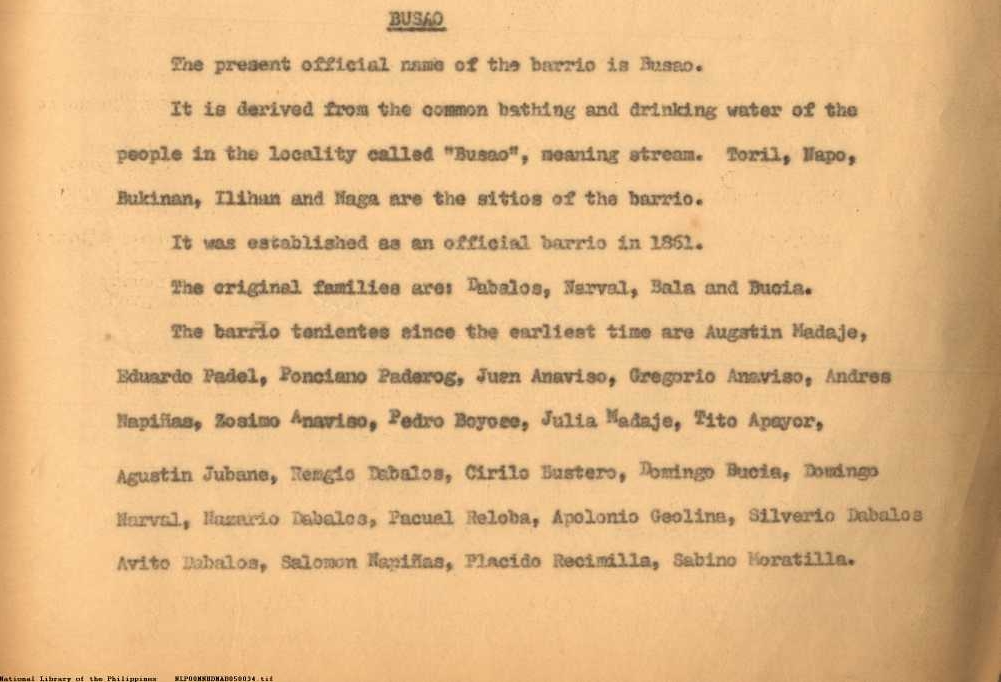 BUSAO
The present official name of the barrio is Busao.
It is derived from the common bathing and drinking water of the
people in the locality called "Busao", meaning stream. Toril, Napo,
Bukinan, Ilihan and Naga are the sitios of the barrio.
It was established as an official barrio in 1861.
The original families are: Dabalos, Narval, Bala and Bucia.
The barrio tenientes since the earliest time are Augstin Madaje,
Eduardo Padel, Ponciano Paderog, Juan Anaviso, Gregorio Anaviso, Andres
Napiñas, Zosimo Anaviso, Pedro Boyose, Julia Madaje, Tito Apayor,
Agustin Jubane, Remgio Dabalos, Cirilo Bustero, Domingo Bucia, Domingo
Narval, Nazario Dabalos, Pacual Reloba, Apolonio Geolina, Silverio Dabalos
Avito Dabalos, Salomon Napiñas, Placido Recimilla, Sabino Moratilla.
National Library of the Philippines NLPOOMNHDMAB050034.tif